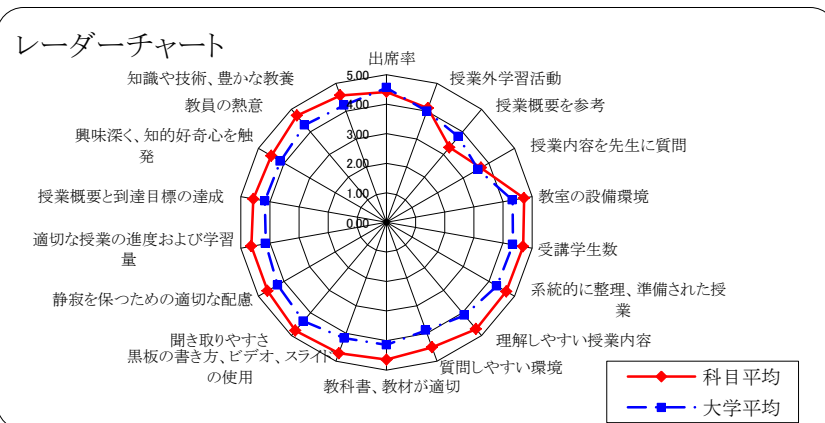 レーダーチャート
出席率
授業外学習活動
授業概要を参考
授業内容を先生に質問
教室の設備環境
受講学生数
系統的に整理、準備された授
業
理解しやすい授業内容
質問しやすい環境
教科書、教材が適切
黒板の書き方、ビデオ、スライド
の使用
聞き取りやすさ
静寂を保つための適切な配慮
適切な授業の進度および学習
量
授業概要と到達目標の達成
興味深く、知的好奇心を触
発
教員の熱意
知識や技術、豊かな教養
5.00
4.00
3.00
2.00
1.00
0.00
科目平均
大学平均